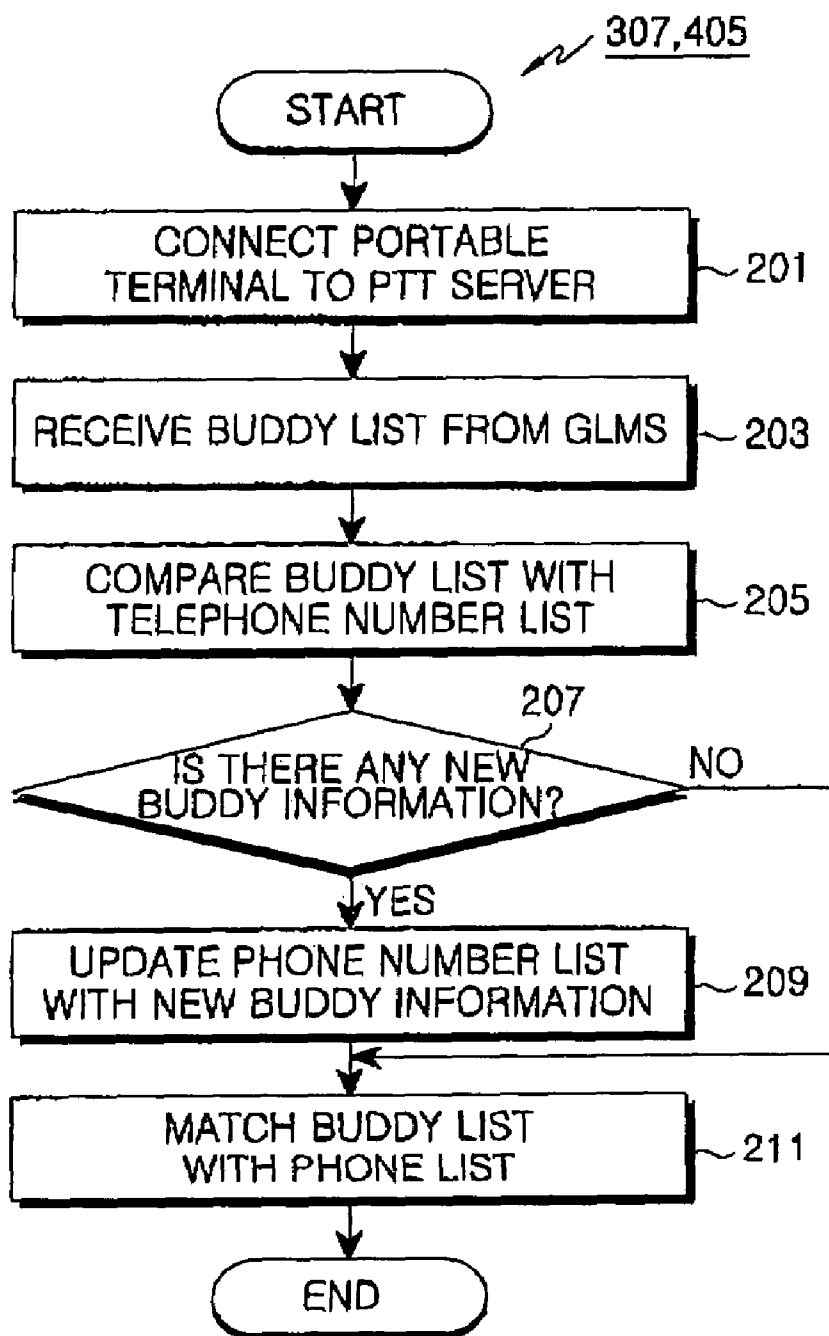 307,405
START
CONNECT PORTABLE
TERMINAL TO PTT SERVER
201
RECEIVE BUDDY LIST FROM GLMS
203
COMPARE BUDDY LIST WITH
TELEPHONE NUMBER LIST
205
207
IS THERE ANY NEW
BUDDY INFORMATION?
NO
YES
UPDATE PHONE NUMBER LIST
WITH NEW BUDDY INFORMATION
209
MATCH BUDDY LIST
WITH PHONE LIST
211
END